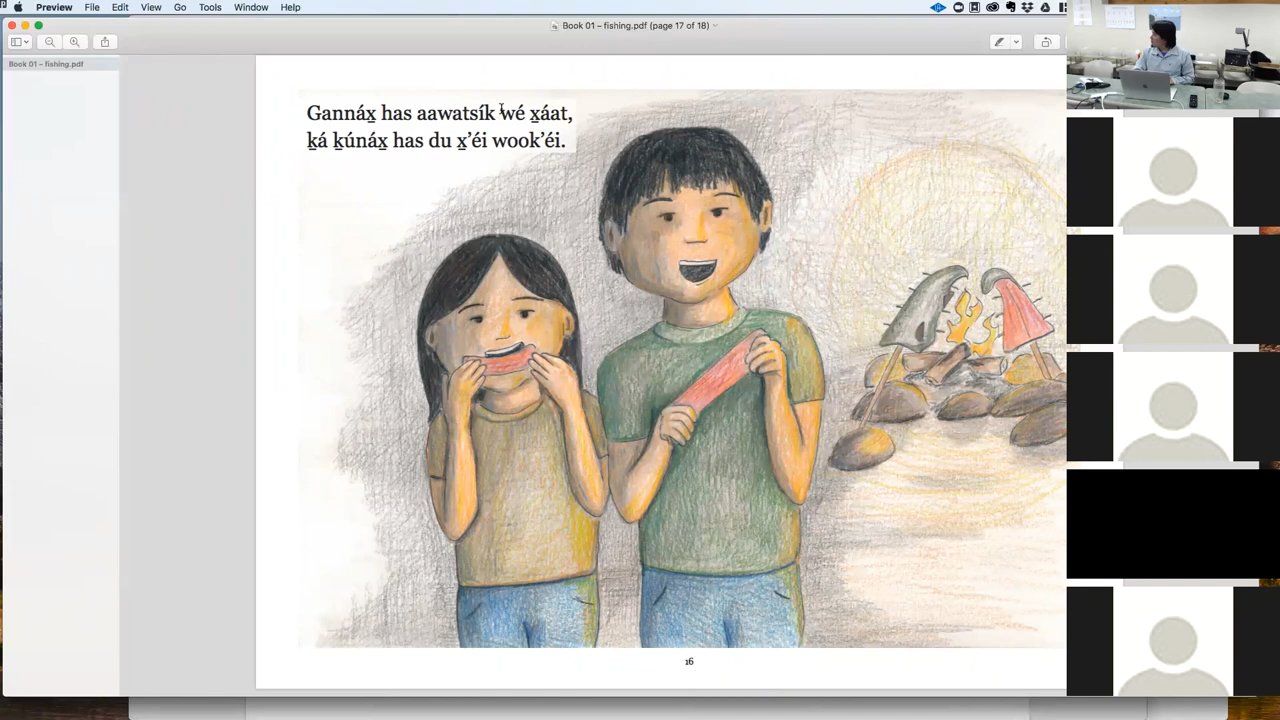 Preview File Edit View Go Tools Window Help
Book 01 – fishing.pdf (page 17 of 18)
Book 01 – fishing.pdf
Gannáx̱ has aawatsík wé x̱áat,
ḵá ḵúnáx̱ has du x̱’éi wook’éi.
16